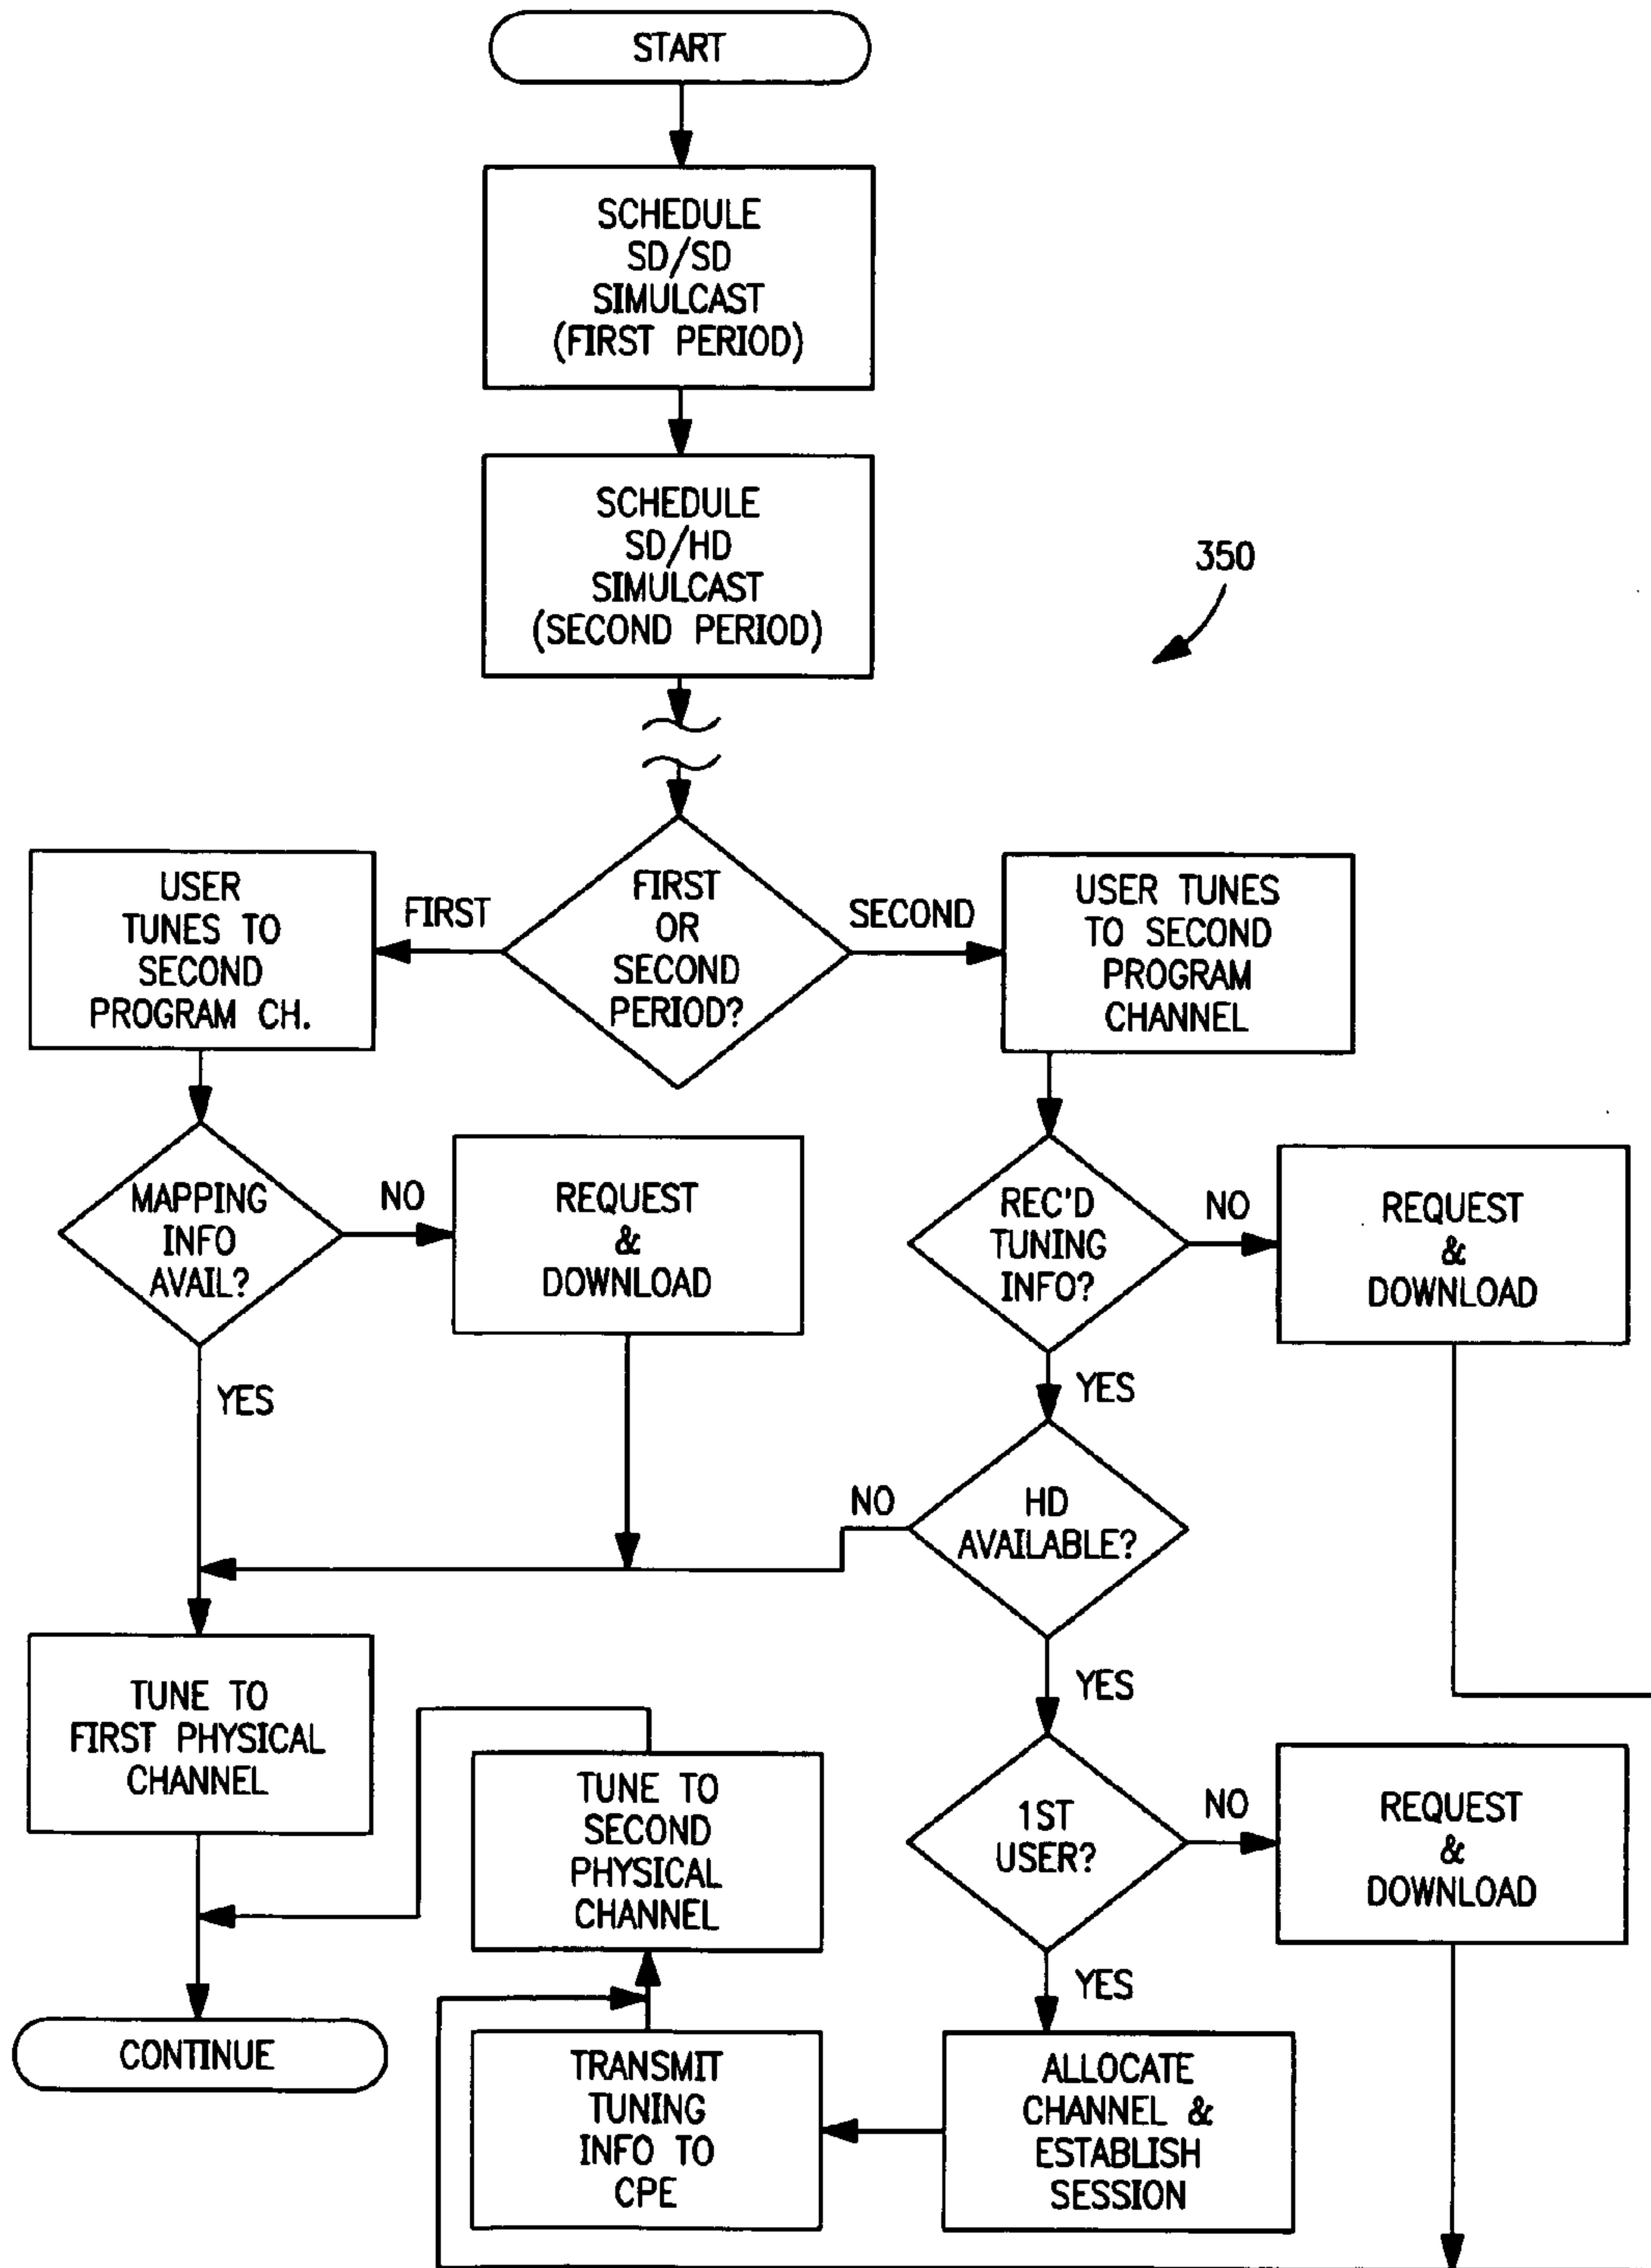 START
SCHEDULE
SD/SD
SIMULCAST
(FIRST PERIOD)
SCHEDULE
SD/HD
SIMULCAST
(SECOND PERIOD)
350
USER
TUNES TO
SECOND
PROGRAM CH.
FIRST
FIRST
OR
SECOND
PERIOD?
SECOND
USER TUNES
TO SECOND
PROGRAM
CHANNEL
MAPPING
INFO
AVAIL?
NO
REQUEST
&
DOWNLOAD
REC'D
TUNING
INFO?
NO
REQUEST
&
DOWNLOAD
YES
YES
NO
HD
AVAILABLE?
YES
TUNE TO
FIRST PHYSICAL
CHANNEL
TUNE TO
SECOND
PHYSICAL
CHANNEL
1ST
USER?
NO
REQUEST
&
DOWNLOAD
YES
CONTINUE
TRANSMIT
TUNING
INFO TO
CPE
ALLOCATE
CHANNEL &
ESTABLISH
SESSION